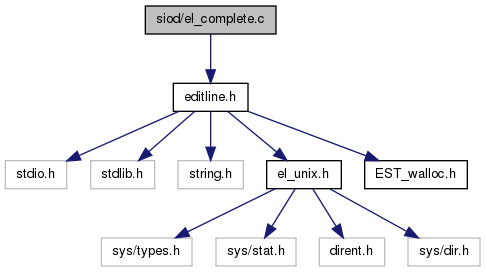 siod/el_complete.c
editline.h
stdio.h
stdlib.h
string.h
el_unix.h
EST_walloc.h
sys/types.h
sys/stat.h
dirent.h
sys/dir.h